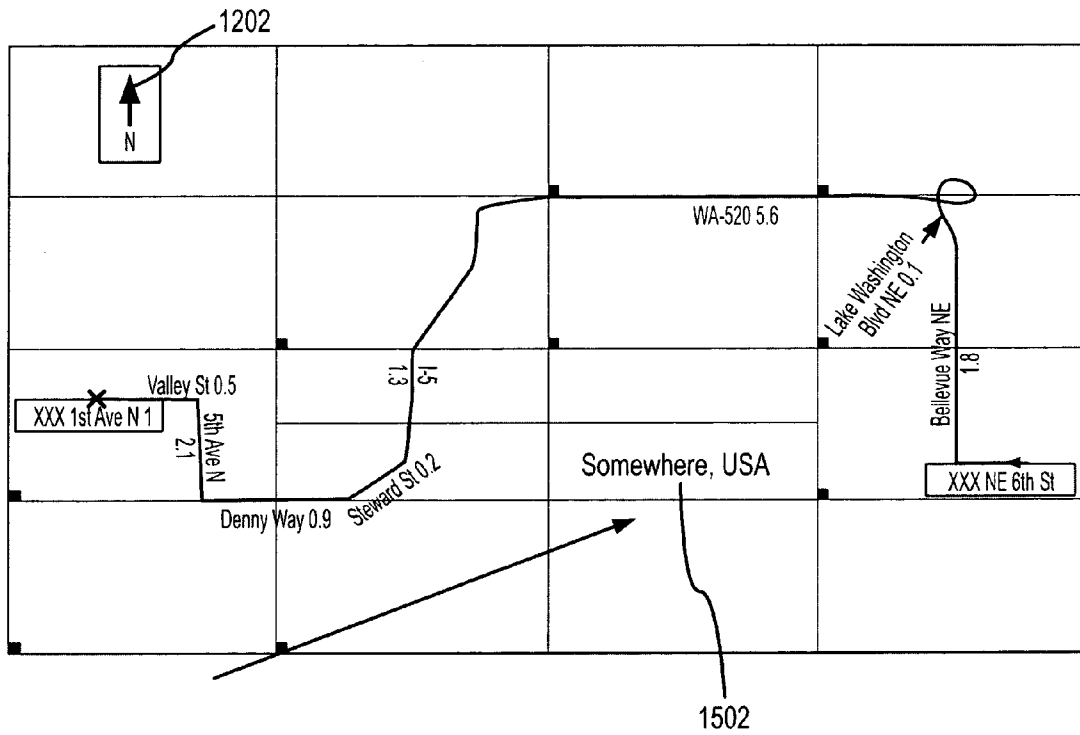 1202
N
WA-520 5.6
Lake Washington
Blvd NE 0.1
Bellevue Way NE
1.8
I-5
1.3
Valley St 0.5
XXX 1st Ave N 1
5th Ave N
2.1
Steward St 0.2
Denny Way 0.9
Somewhere, USA
XXX NE 6th St
1502